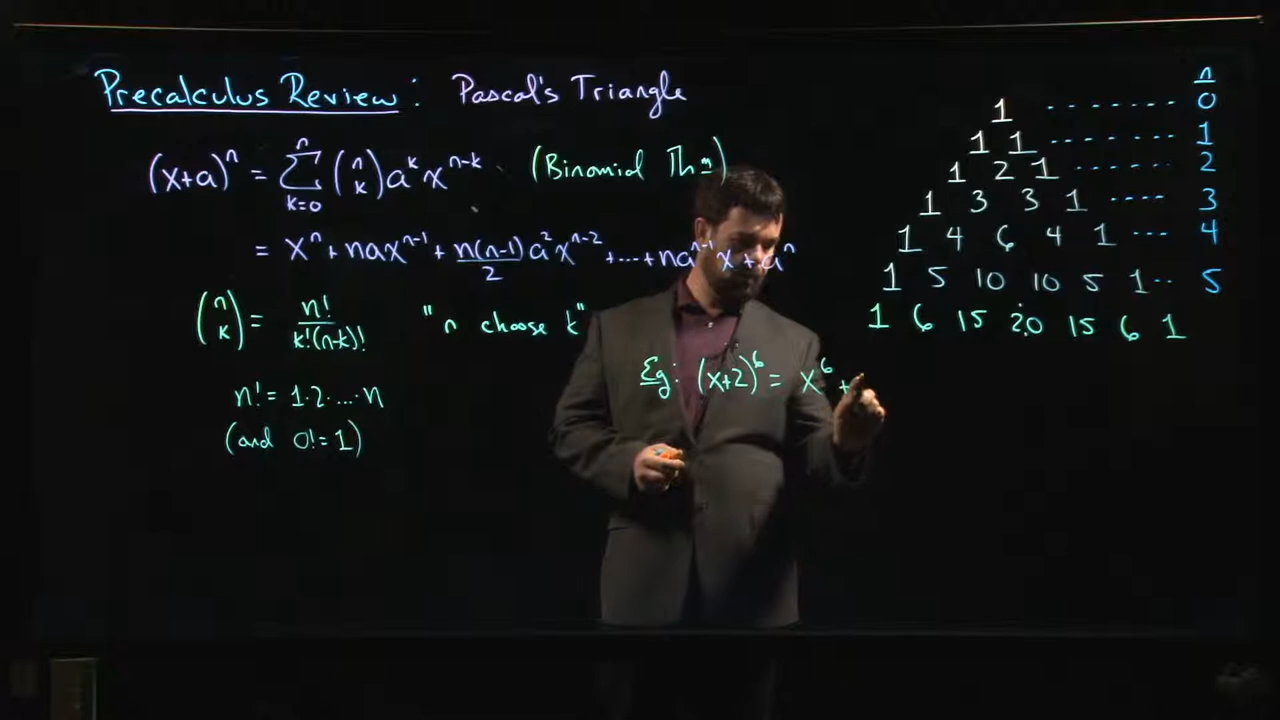 Precalculus Review: Pascal's Triangle
(x+a)^n = ∑_{k=0}^{n} (n k) a^k x^{n-k} (Binomial Thm)
= x^n + nax^{n-1} + n(n-1)/2 a^2 x^{n-2} + ... + na^{n-1}x + a^n
(n k) = n!/k!(n-k)! "n choose k"
n! = 1·2·...·n
(and 0! = 1)
Eg: (x+2)^6 = x^6 +
n
1 ........ 0
1 1 ........ 1
1 2 1 ....... 2
1 3 3 1 .... 3
1 4 6 4 1 ... 4
1 5 10 10 5 1 .. 5
1 6 15 20 15 6 1